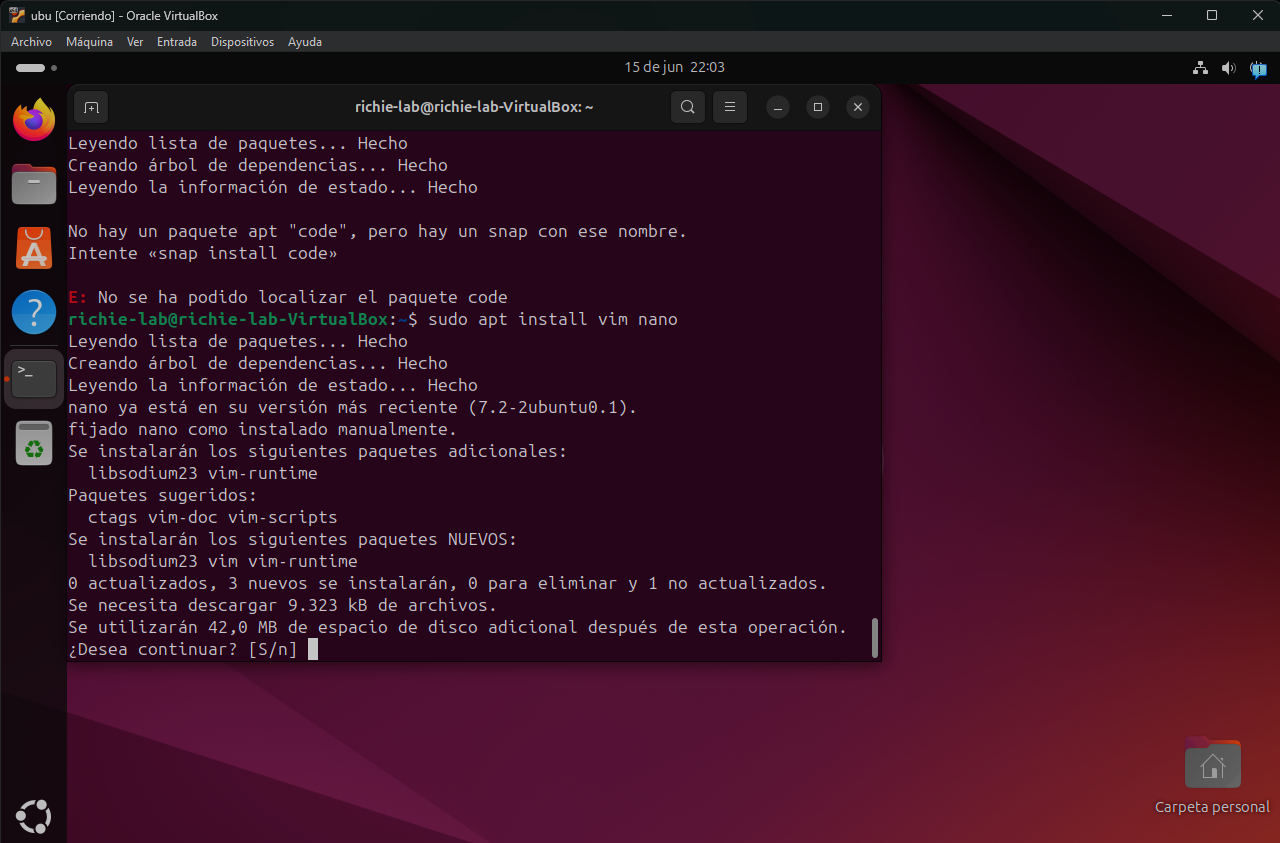 ubu [Corriendo] - Oracle VirtualBox
Archivo Máquina Ver Entrada Dispositivos Ayuda
15 de jun 22:03
richie-lab@richie-lab-VirtualBox: ~
Leyendo lista de paquetes... Hecho
Creando árbol de dependencias... Hecho
Leyendo la información de estado... Hecho
No hay un paquete apt "code", pero hay un snap con ese nombre.
Intente «snap install code»
E: No se ha podido localizar el paquete code
richie-lab@richie-lab-VirtualBox:~$ sudo apt install vim nano
Leyendo lista de paquetes... Hecho
Creando árbol de dependencias... Hecho
Leyendo la información de estado... Hecho
nano ya está en su versión más reciente (7.2-2ubuntu0.1).
fijado nano como instalado manualmente.
Se instalarán los siguientes paquetes adicionales:
  libsodium23 vim-runtime
Paquetes sugeridos:
  ctags vim-doc vim-scripts
Se instalarán los siguientes paquetes NUEVOS:
  libsodium23 vim vim-runtime
0 actualizados, 3 nuevos se instalarán, 0 para eliminar y 1 no actualizados.
Se necesita descargar 9.323 kB de archivos.
Se utilizarán 42,0 MB de espacio de disco adicional después de esta operación.
¿Desea continuar? [S/n]
Carpeta personal